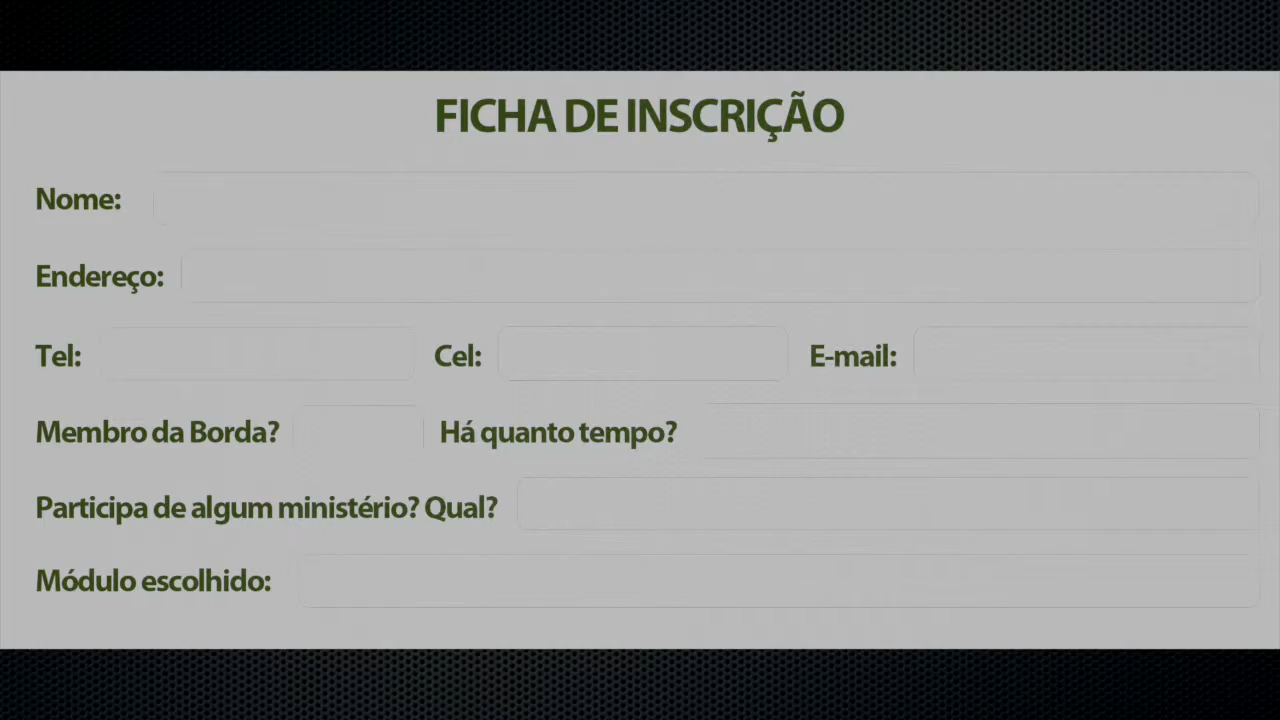 FICHA DE INSCRIÇÃO
Nome:
Endereço:
Tel: Cel: E-mail:
Membro da Borda? Há quanto tempo?
Participa de algum ministério? Qual?
Módulo escolhido: